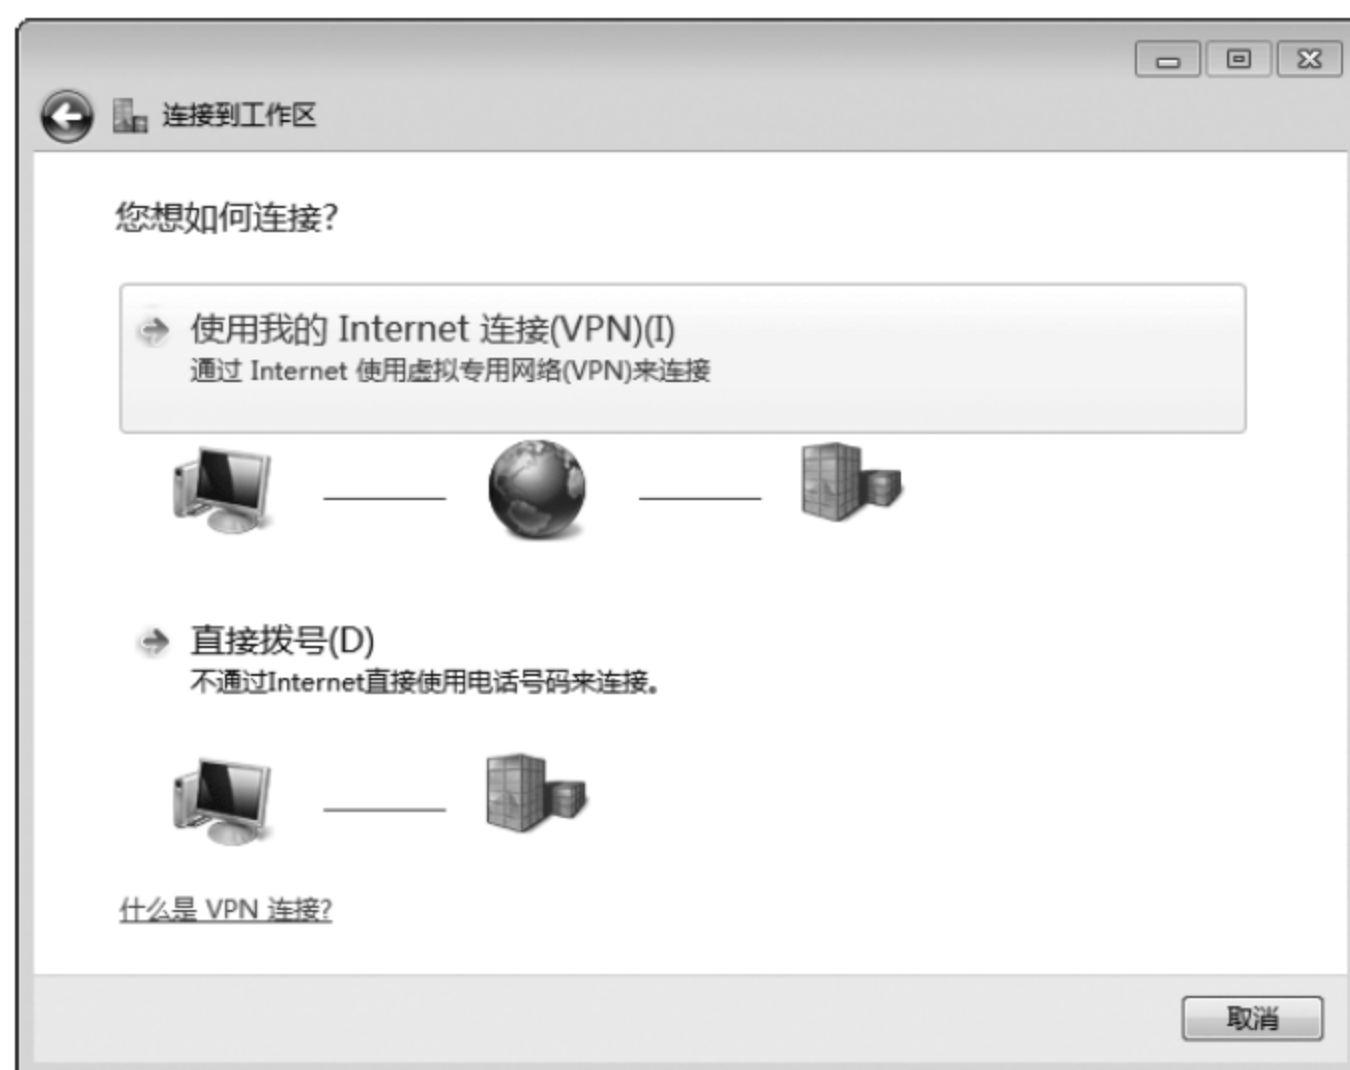 连接到工作区
您想如何连接?
使用我的 Internet 连接(VPN)(I)
通过 Internet 使用虚拟专用网络(VPN)来连接
直接拨号(D)
不通过Internet直接使用电话号码来连接。
什么是 VPN 连接?
取消